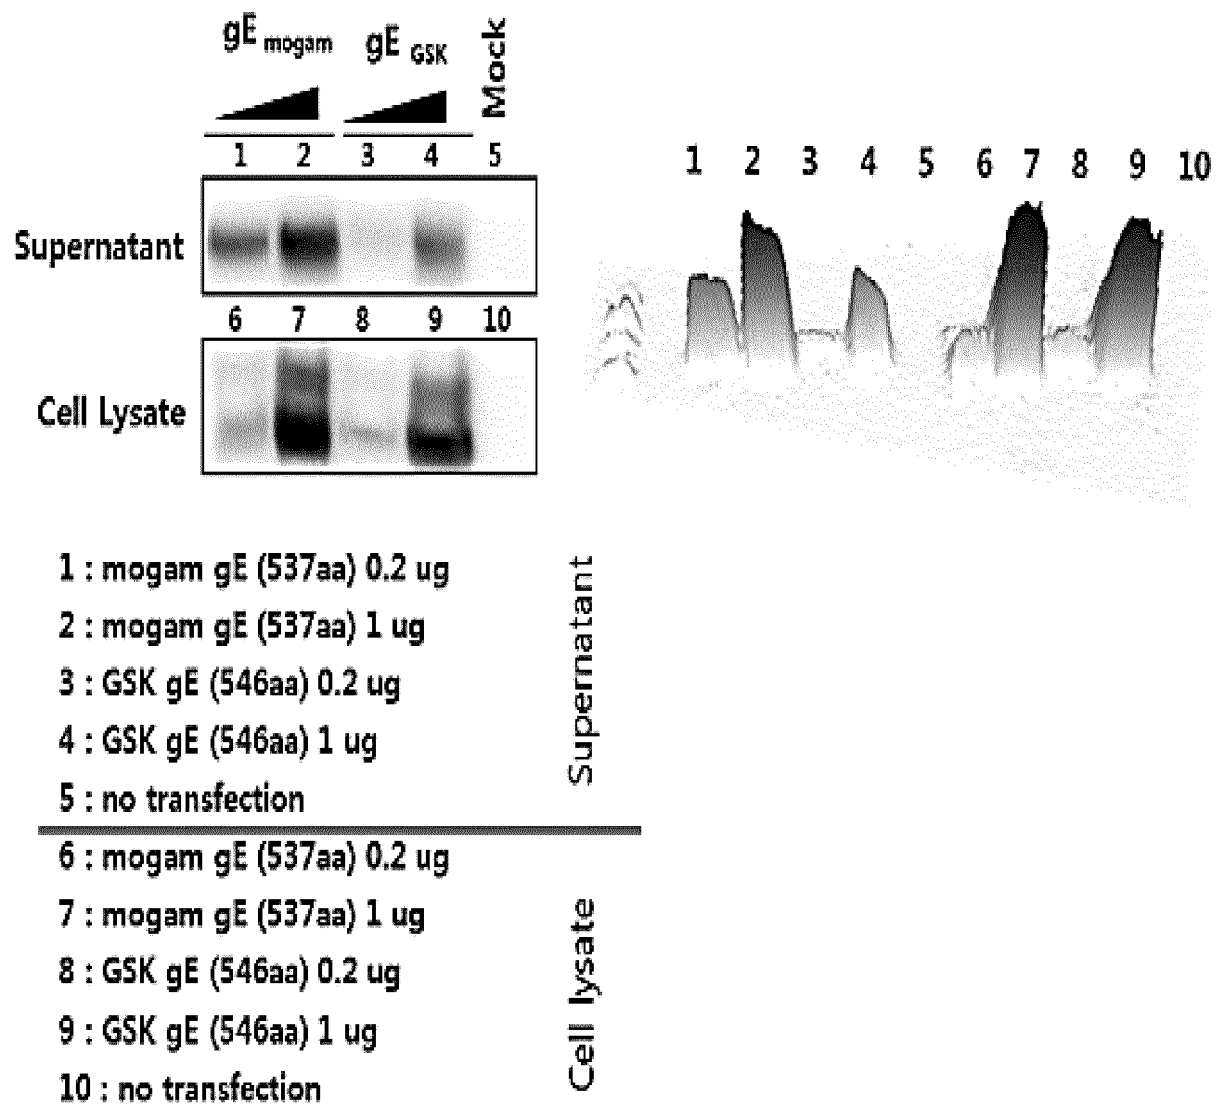 gE mogam gE GSK Mock
1 2 3 4 5
Supernatant
6 7 8 9 10
Cell Lysate
1 2 3 4 5 6 7 8 9 10
1 : mogam gE (537aa) 0.2 ug
2 : mogam gE (537aa) 1 ug
3 : GSK gE (546aa) 0.2 ug
4 : GSK gE (546aa) 1 ug
5 : no transfection
Supernatant
6 : mogam gE (537aa) 0.2 ug
7 : mogam gE (537aa) 1 ug
8 : GSK gE (546aa) 0.2 ug
9 : GSK gE (546aa) 1 ug
10 : no transfection
Cell lysate